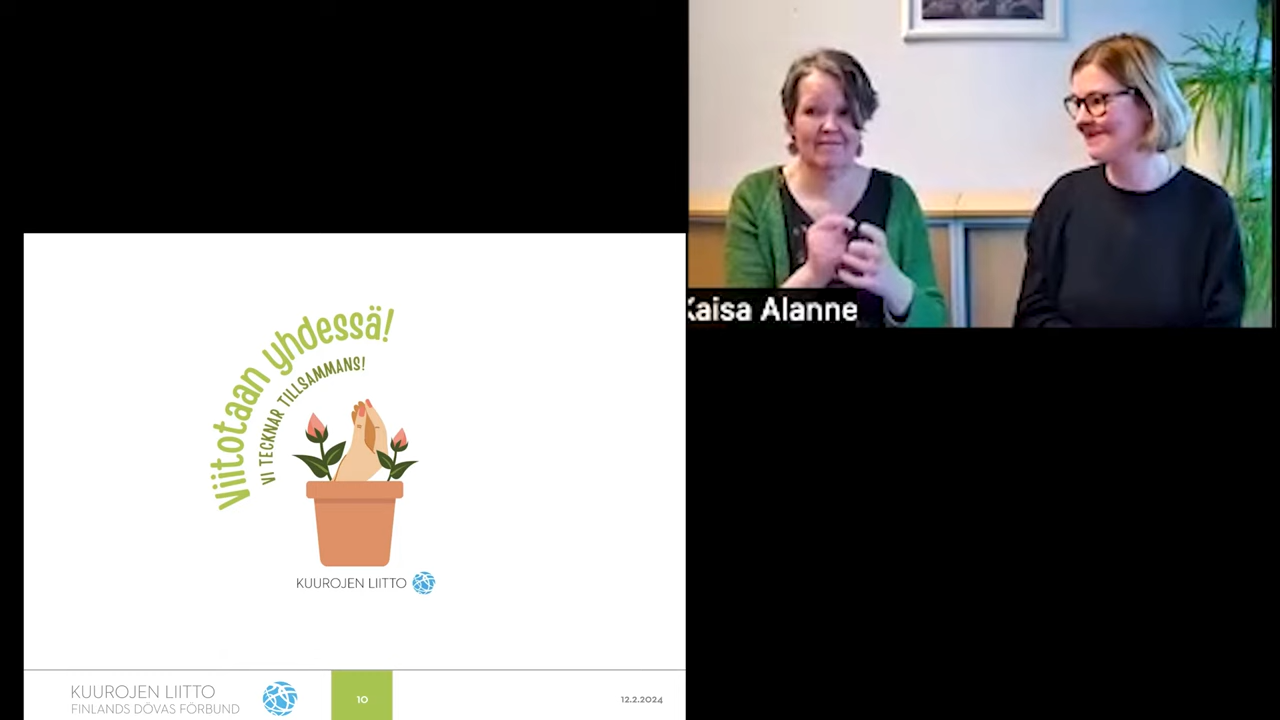 Kaisa Alanne
Viitotaan yhdessä!
VI TECKNAR TILLSAMMANS!
KUUROJEN LIITTO
KUUROJEN LIITTO
FINLANDS DÖVAS FÖRBUND
10
12.2.2024